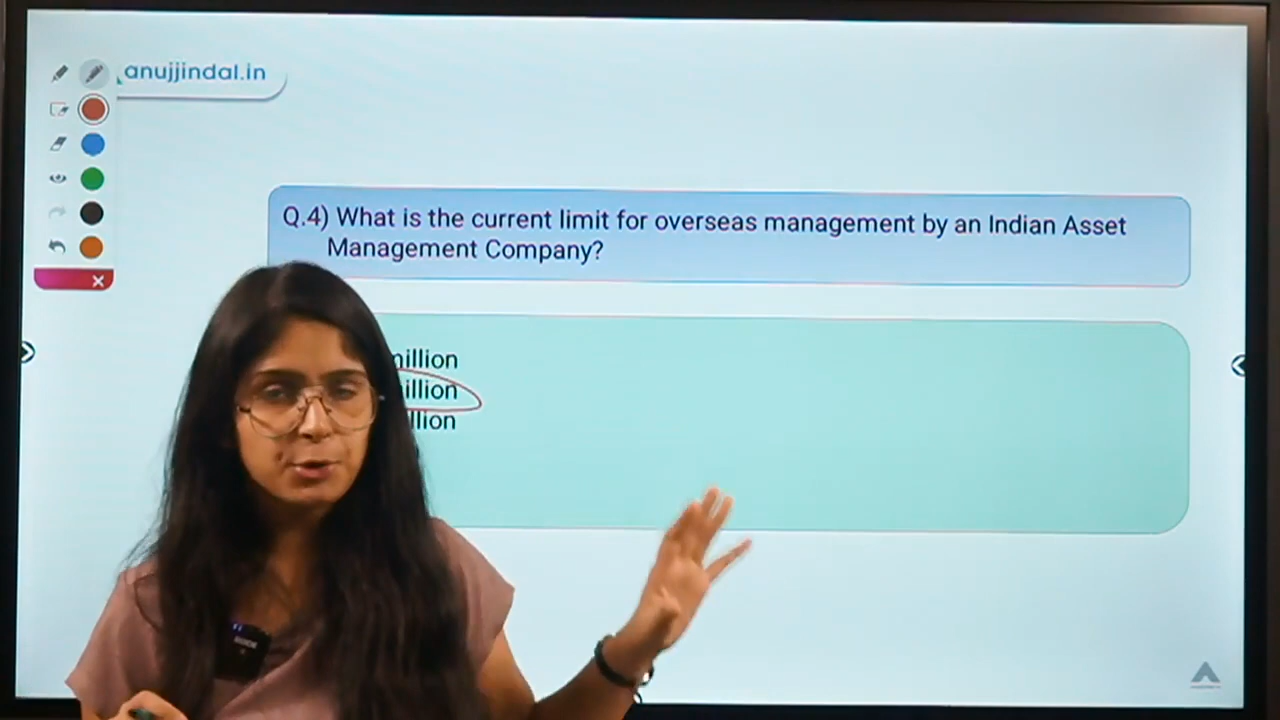 anujjindal.in
Q.4) What is the current limit for overseas management by an Indian Asset
Management Company?
million
illion
llion